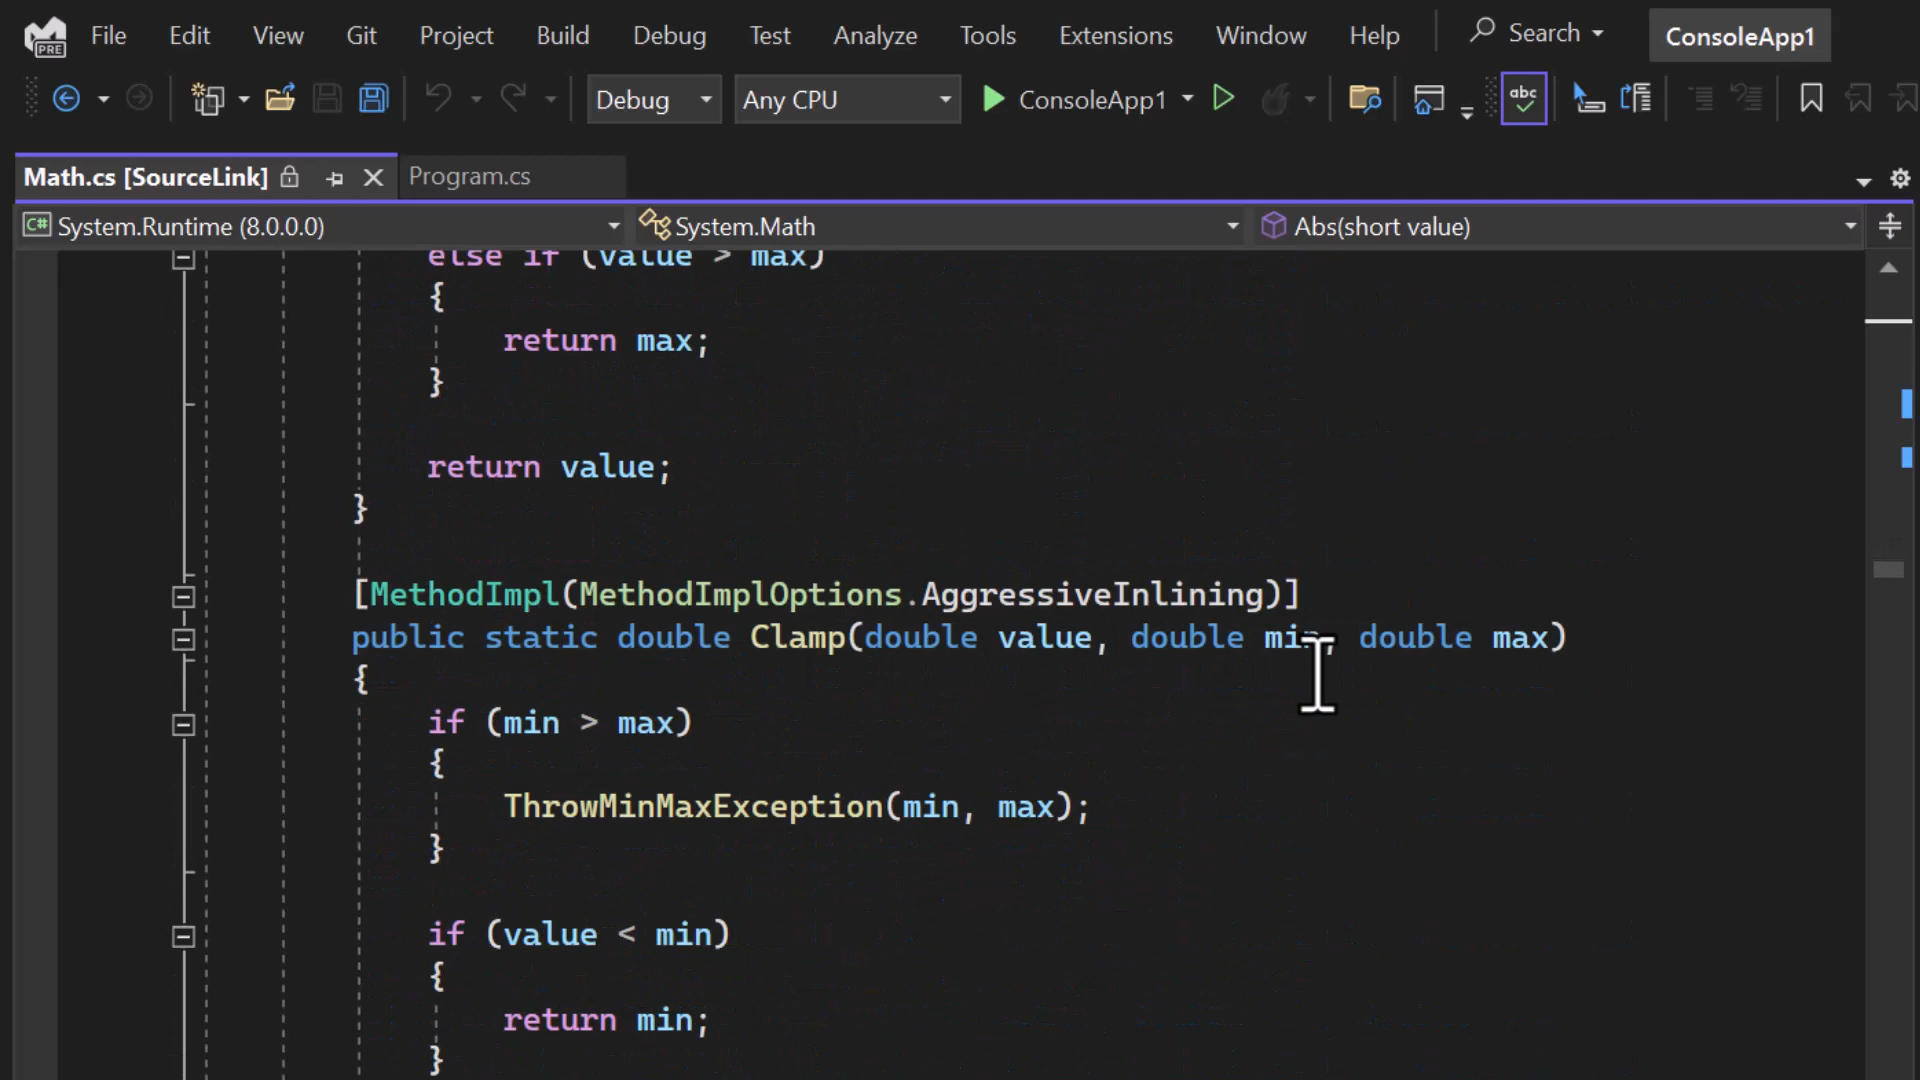 PRE File Edit View Git Project Build Debug Test Analyze Tools Extensions Window Help Search ConsoleApp1
Debug Any CPU ConsoleApp1 abc
Math.cs [SourceLink] Program.cs
C# System.Runtime (8.0.0.0) System.Math Abs(short value)
else if (value > max)
{
return max;
}
return value;
}
[MethodImpl(MethodImplOptions.AggressiveInlining)]
public static double Clamp(double value, double min, double max)
{
if (min > max)
{
ThrowMinMaxException(min, max);
}
if (value < min)
{
return min;
}